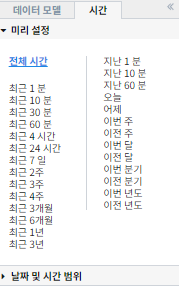 데이터 모델
시간
미리 설정
전체 시간
최근 1 분
최근 10 분
최근 30 분
최근 60 분
최근 4 시간
최근 24 시간
최근 7 일
최근 2주
최근 3주
최근 4주
최근 3개월
최근 6개월
최근 1년
최근 3년
지난 1 분
지난 10 분
지난 60 분
오늘
어제
이번 주
이전 주
이번 달
이전 달
이번 분기
이전 분기
이번 년도
이전 년도
날짜 및 시간 범위